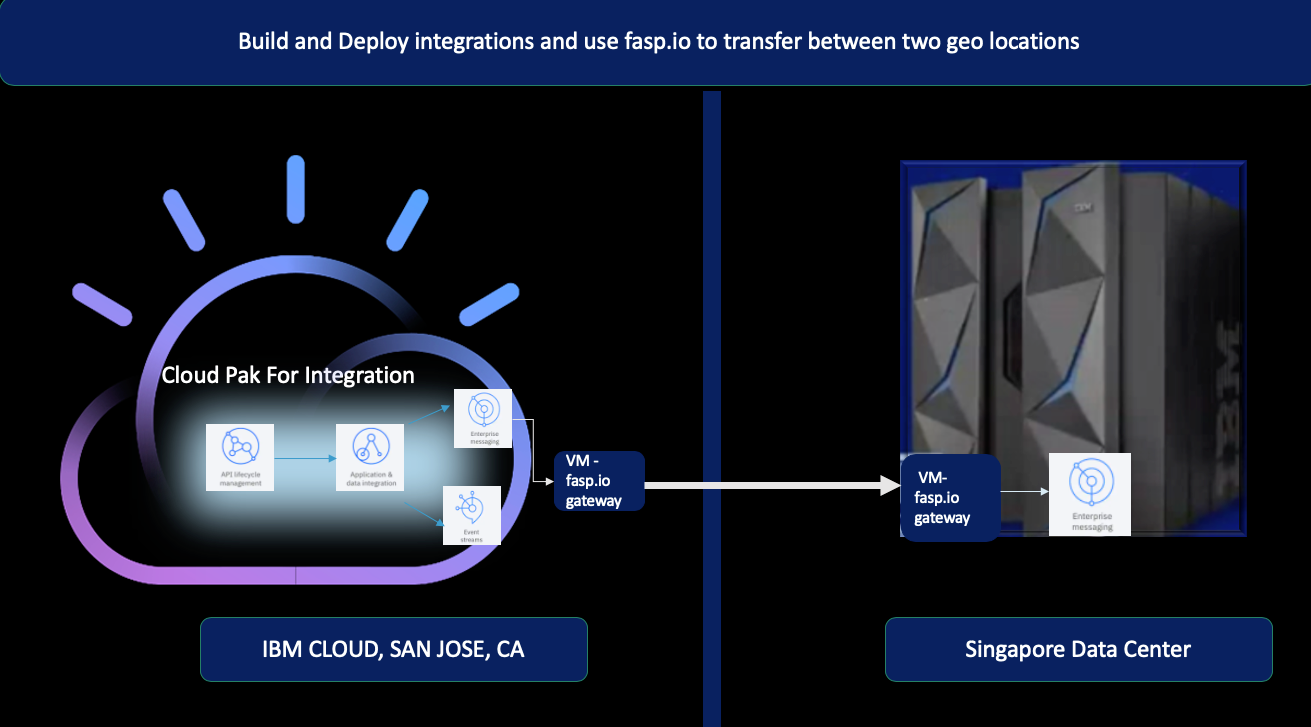 Build and Deploy integrations and use fasp.io to transfer between two geo locations
Cloud Pak For Integration
API lifecycle
management
Application &
data integration
Enterprise
messaging
Event
streams
VM -
fasp.io
gateway
IBM
IBM
VM-
fasp.io
gateway
Enterprise
messaging
IBM CLOUD, SAN JOSE, CA
Singapore Data Center